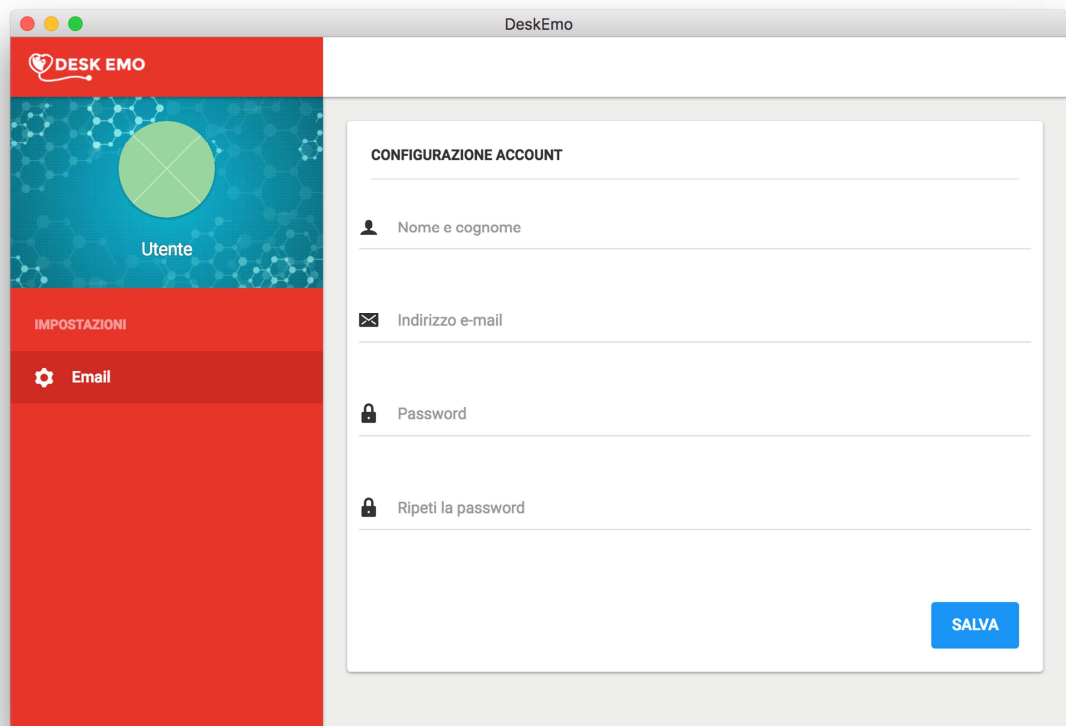 DeskEmo
DESK EMO
Utente
IMPOSTAZIONI
Email
CONFIGURAZIONE ACCOUNT
Nome e cognome
Indirizzo e-mail
Password
Ripeti la password
SALVA